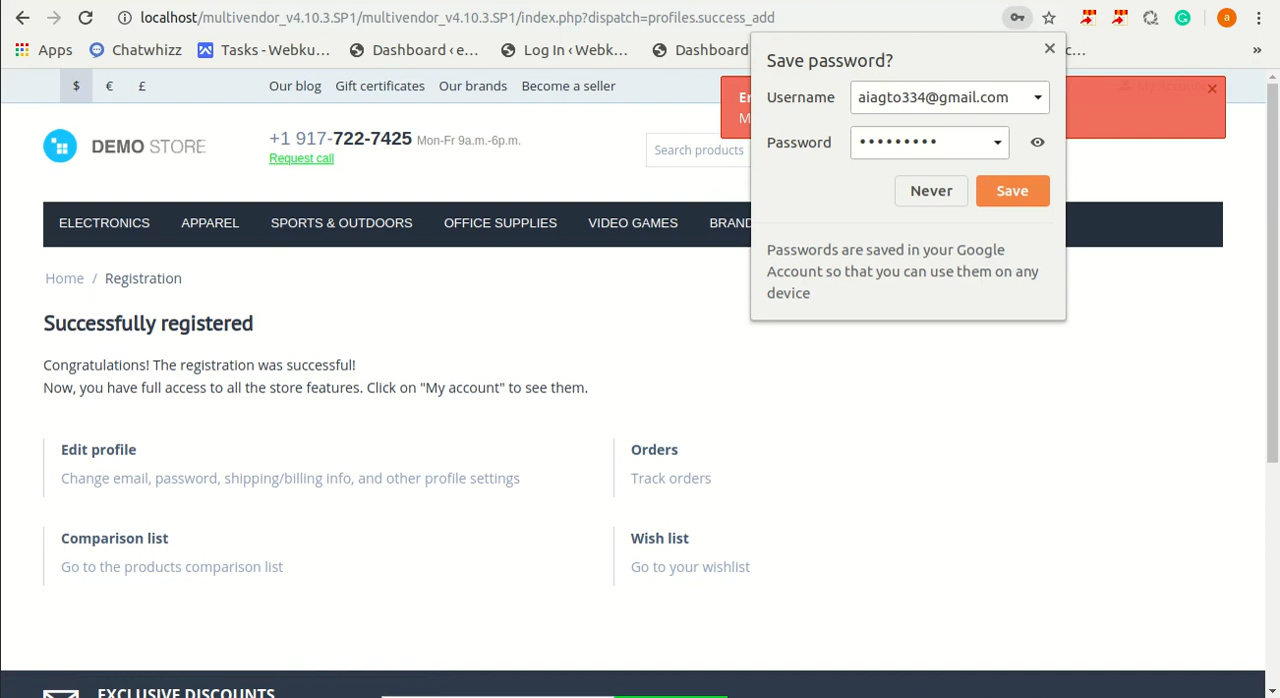 localhost/multivendor_v4.10.3.SP1/multivendor_v4.10.3.SP1/index.php?dispatch=profiles.success_add
a
Apps Chatwhizz Tasks - Webku... Dashboard ‹ e... Log In ‹ Webk... Dashboard c... »
Save password?
Username aiagto334@gmail.com
Password •••••••••
Never Save
Passwords are saved in your Google
Account so that you can use them on any
device
$ € £ Our blog Gift certificates Our brands Become a seller
DEMO STORE
+1 917-722-7425 Mon-Fr 9a.m.-6p.m.
Request call
Search products
ELECTRONICS APPAREL SPORTS & OUTDOORS OFFICE SUPPLIES VIDEO GAMES BRAND
Home / Registration
Successfully registered
Congratulations! The registration was successful!
Now, you have full access to all the store features. Click on "My account" to see them.
Edit profile
Change email, password, shipping/billing info, and other profile settings
Orders
Track orders
Comparison list
Go to the products comparison list
Wish list
Go to your wishlist
EXCLUSIVE DISCOUNTS